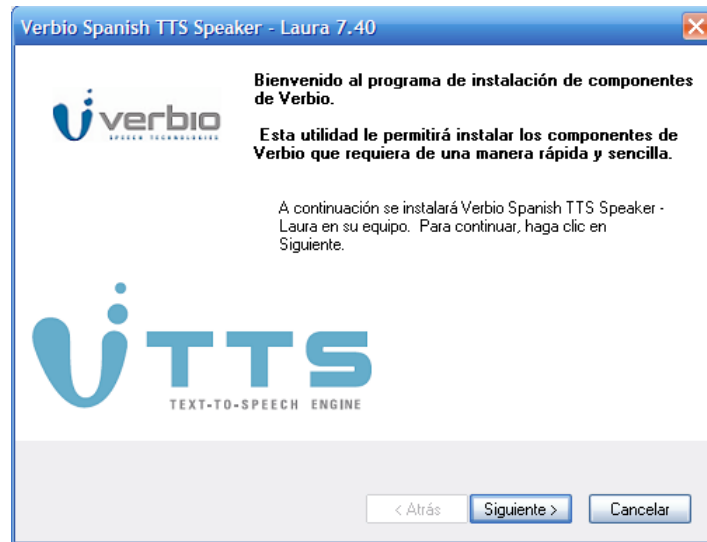 Verbio Spanish TTS Speaker - Laura 7.40
verbio
SPEECH TECHNOLOGIES
Bienvenido al programa de instalación de componentes
de Verbio.
Esta utilidad le permitirá instalar los componentes de
Verbio que requiera de una manera rápida y sencilla.
A continuación se instalará Verbio Spanish TTS Speaker -
Laura en su equipo. Para continuar, haga clic en
Siguiente.
TTS
TEXT-TO-SPEECH ENGINE
< Atrás
Siguiente >
Cancelar